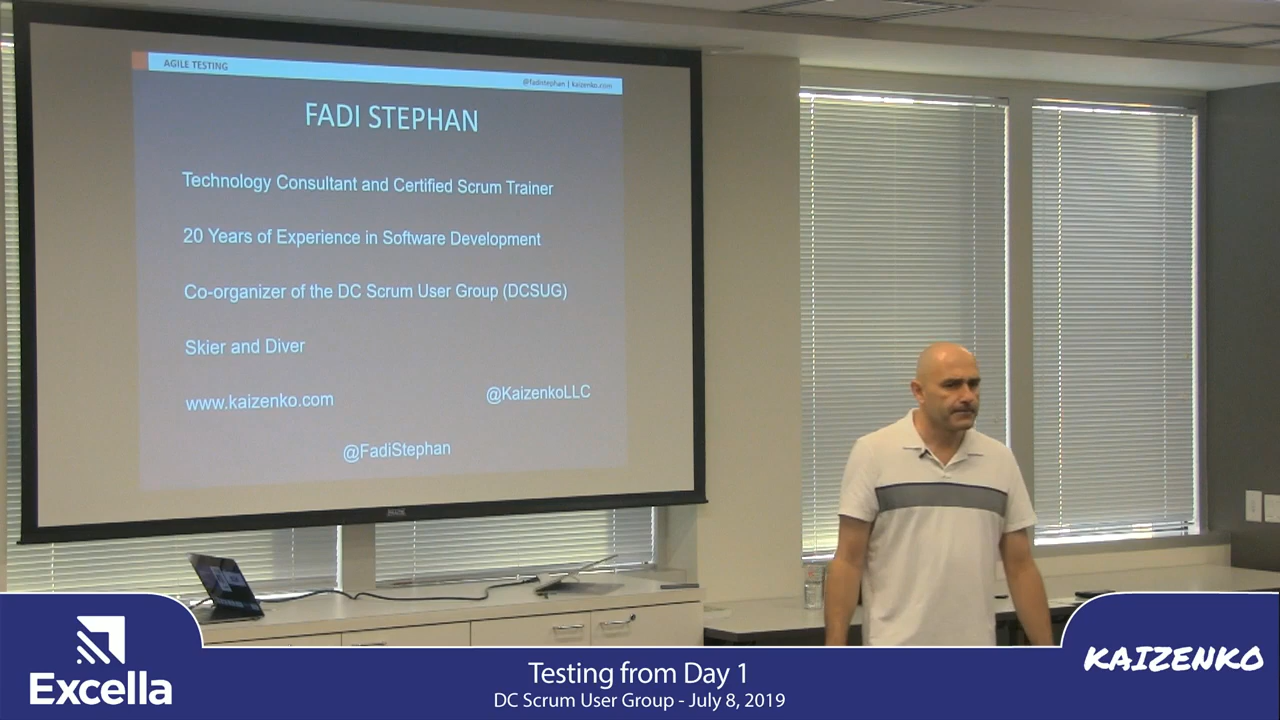 AGILE TESTING
@fadistephan | kaizenko.com
FADI STEPHAN
Technology Consultant and Certified Scrum Trainer
20 Years of Experience in Software Development
Co-organizer of the DC Scrum User Group (DCSUG)
Skier and Diver
www.kaizenko.com
@KaizenkoLLC
@FadiStephan
Excella
Testing from Day 1
DC Scrum User Group - July 8, 2019
KAIZENKO